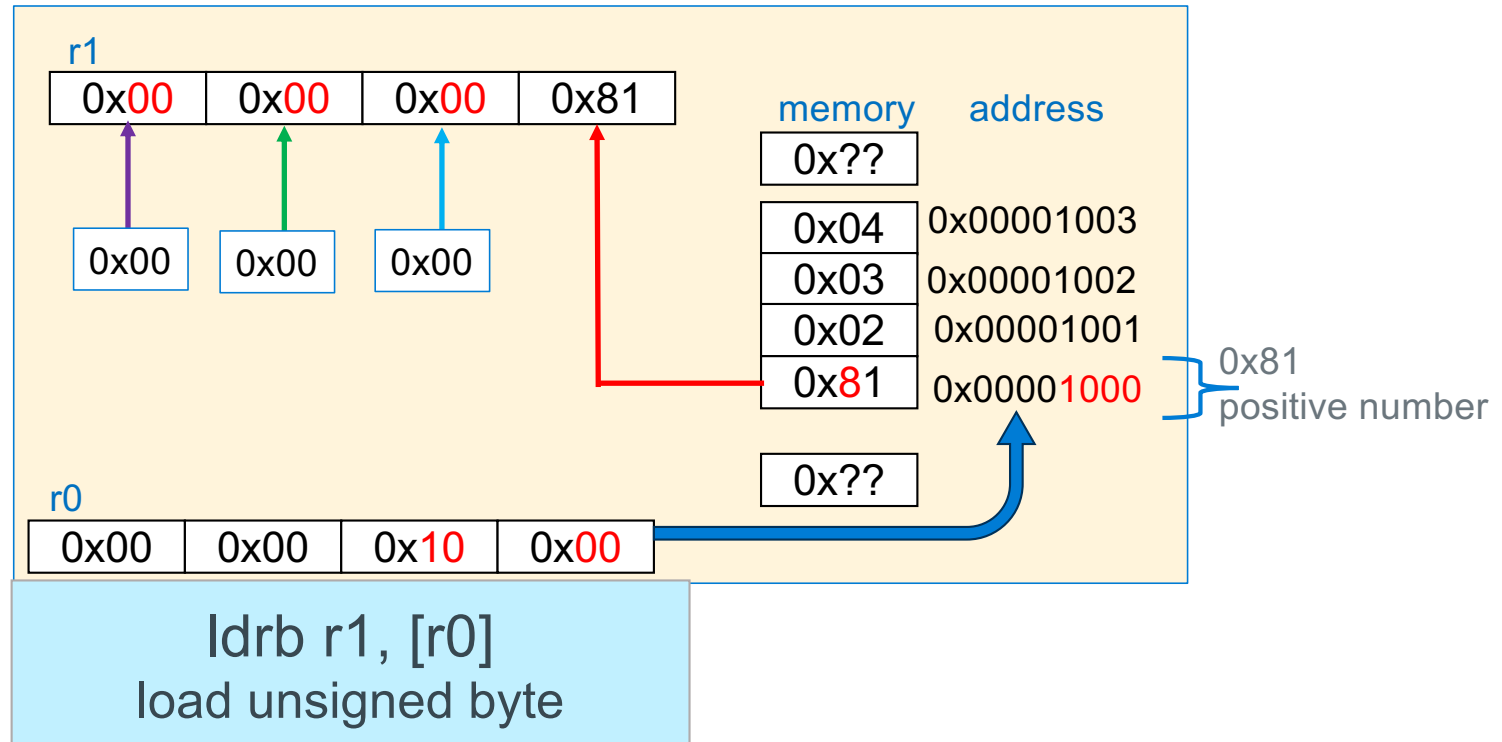 r1
0x00 0x00 0x00 0x81
memory address
0x??
0x04 0x00001003
0x00 0x00 0x00
0x03 0x00001002
0x02 0x00001001
0x81 0x00001000
0x81
positive number
0x??
r0
0x00 0x00 0x10 0x00
ldrb r1, [r0]
load unsigned byte